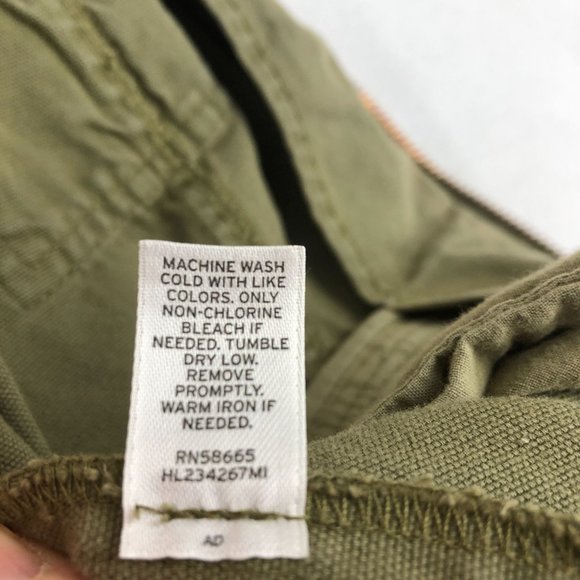 MACHINE WASH
COLD WITH LIKE
COLORS. ONLY
NON-CHLORINE
BLEACH IF
NEEDED. TUMBLE
DRY LOW.
REMOVE
PROMPTLY.
WARM IRON IF
NEEDED.
RN58665
HL234267MI
AD